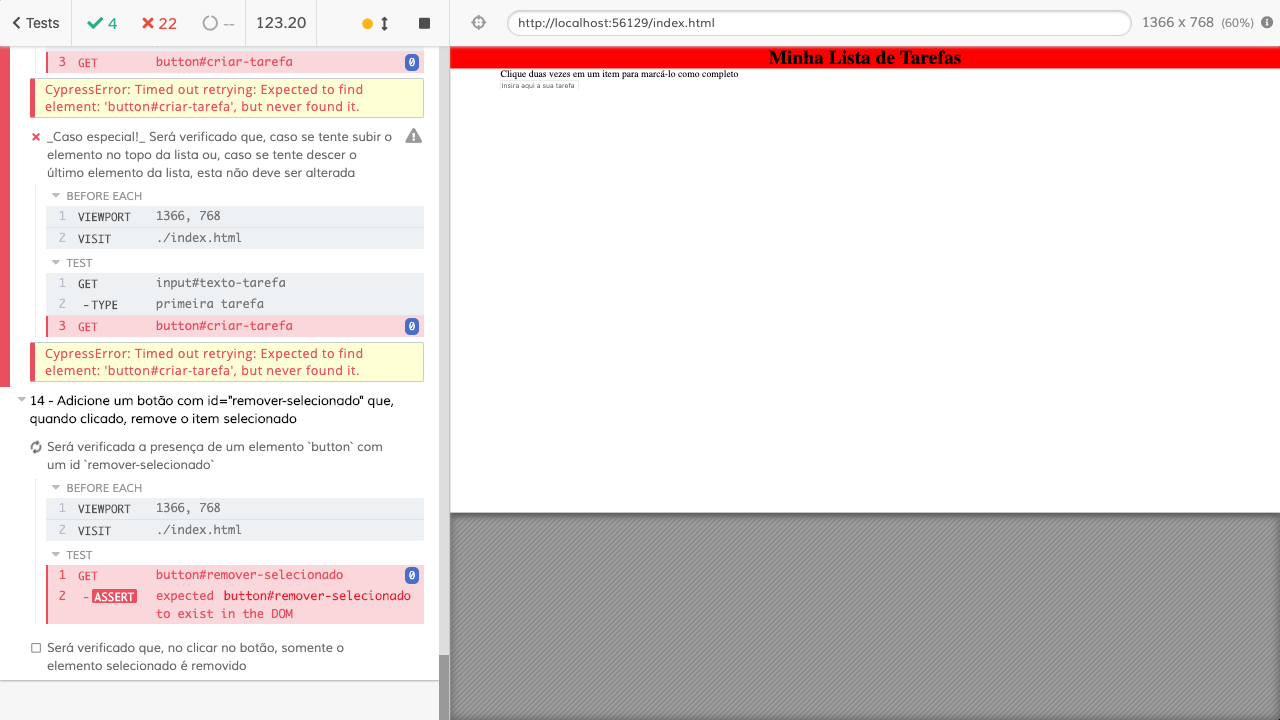 Tests 4 22 -- 123.20
http://localhost:56129/index.html 1366 x 768 (60%)
3 GET button#criar-tarefa 0
CypressError: Timed out retrying: Expected to find
element: 'button#criar-tarefa', but never found it.
_Caso especial!_ Será verificado que, caso se tente subir o
elemento no topo da lista ou, caso se tente descer o
último elemento da lista, esta não deve ser alterada
BEFORE EACH
1 VIEWPORT 1366, 768
2 VISIT ./index.html
TEST
1 GET input#texto-tarefa
2 -TYPE primeira tarefa
3 GET button#criar-tarefa 0
CypressError: Timed out retrying: Expected to find
element: 'button#criar-tarefa', but never found it.
14 - Adicione um botão com id="remover-selecionado" que,
quando clicado, remove o item selecionado
Será verificada a presença de um elemento `button` com
um id `remover-selecionado`
BEFORE EACH
1 VIEWPORT 1366, 768
2 VISIT ./index.html
TEST
1 GET button#remover-selecionado 0
2 -ASSERT expected button#remover-selecionado
to exist in the DOM
Será verificado que, no clicar no botão, somente o
elemento selecionado é removido
Minha Lista de Tarefas
Clique duas vezes em um item para marcá-lo como completo
Insira aqui a sua tarefa